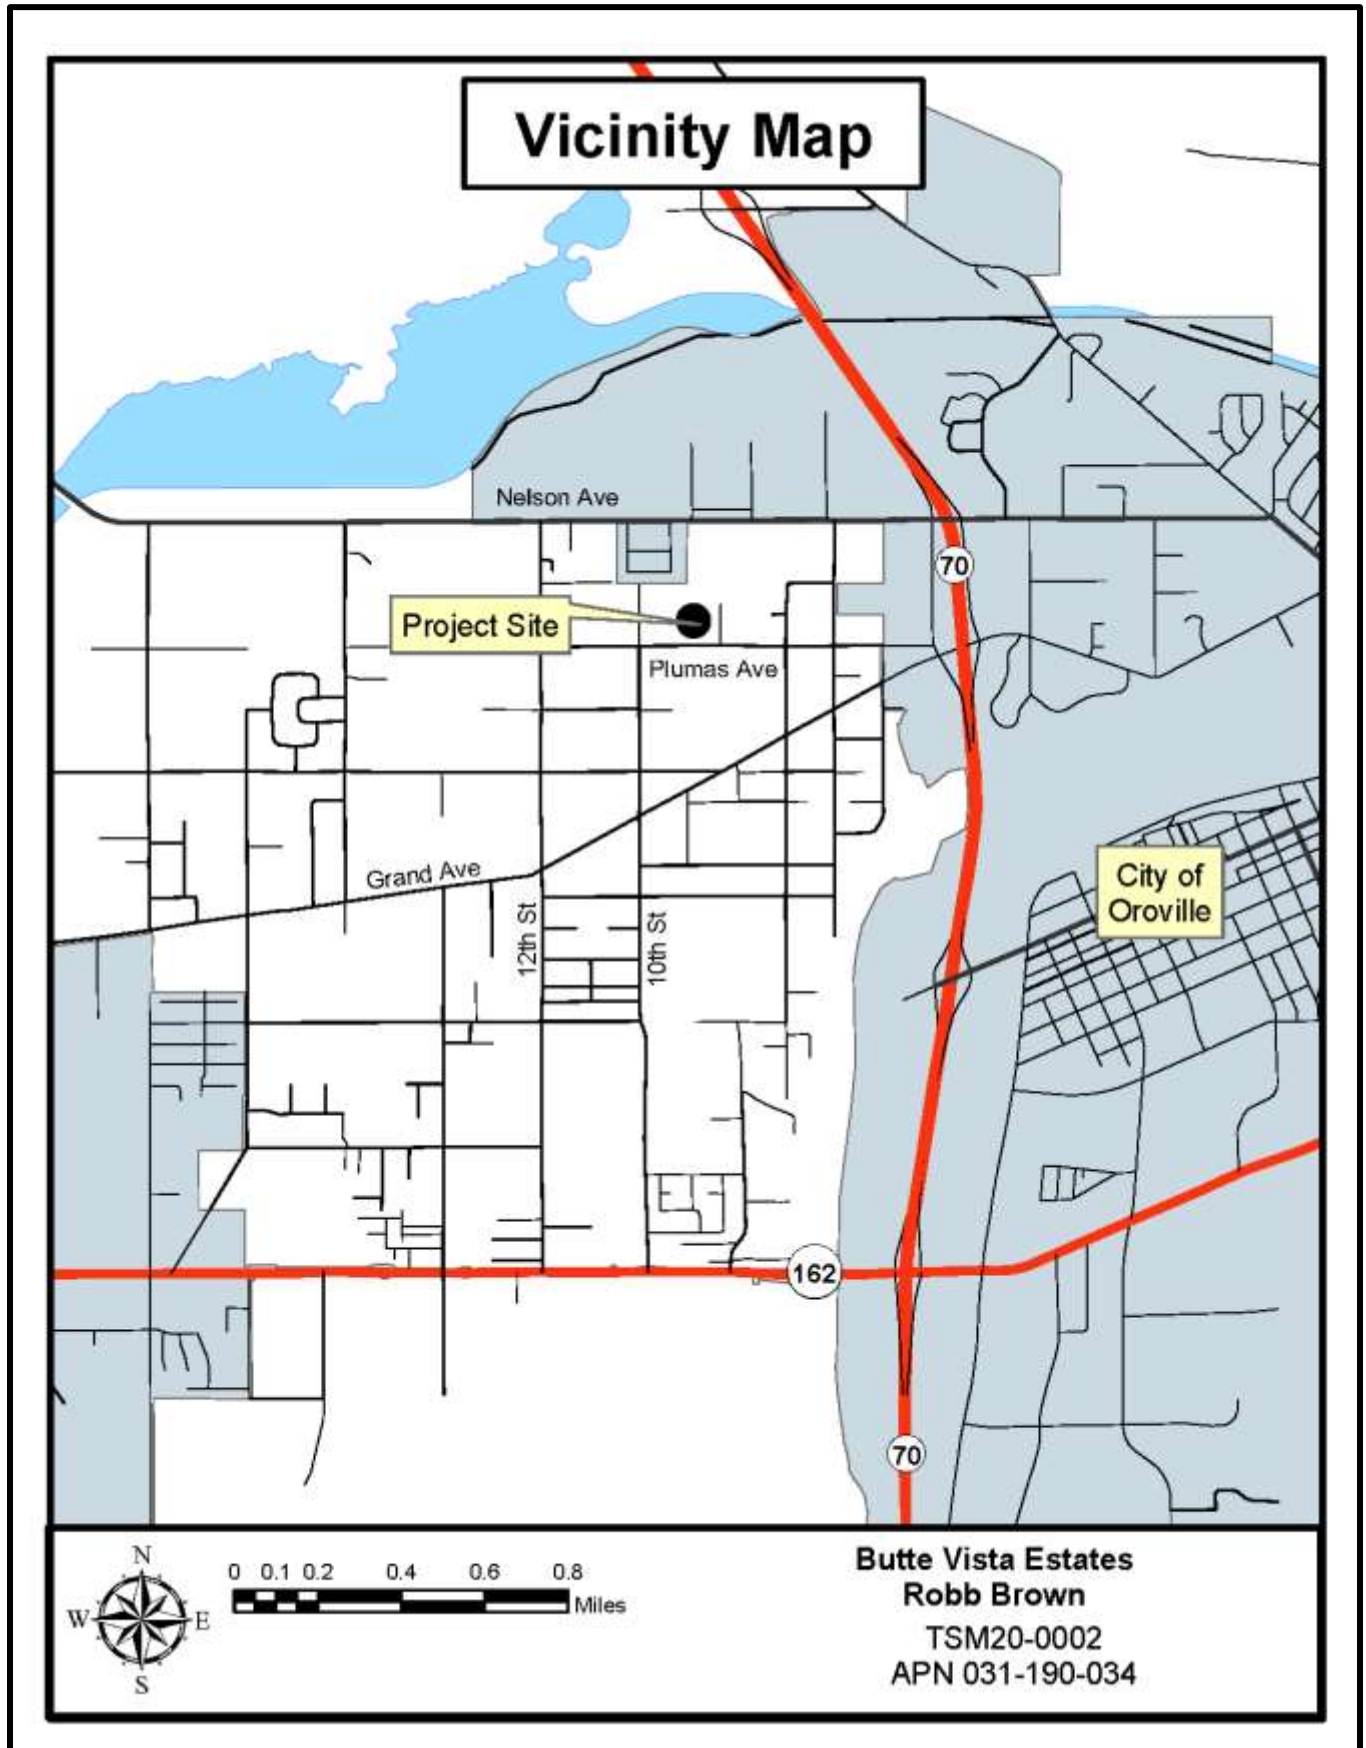 Vicinity Map
Nelson Ave
70
Project Site
Plumas Ave
Grand Ave
City of
Oroville
12th St
10th St
162
70
N
W
E
S
0 0.1 0.2 0.4 0.6 0.8
Miles
Butte Vista Estates
Robb Brown
TSM20-0002
APN 031-190-034